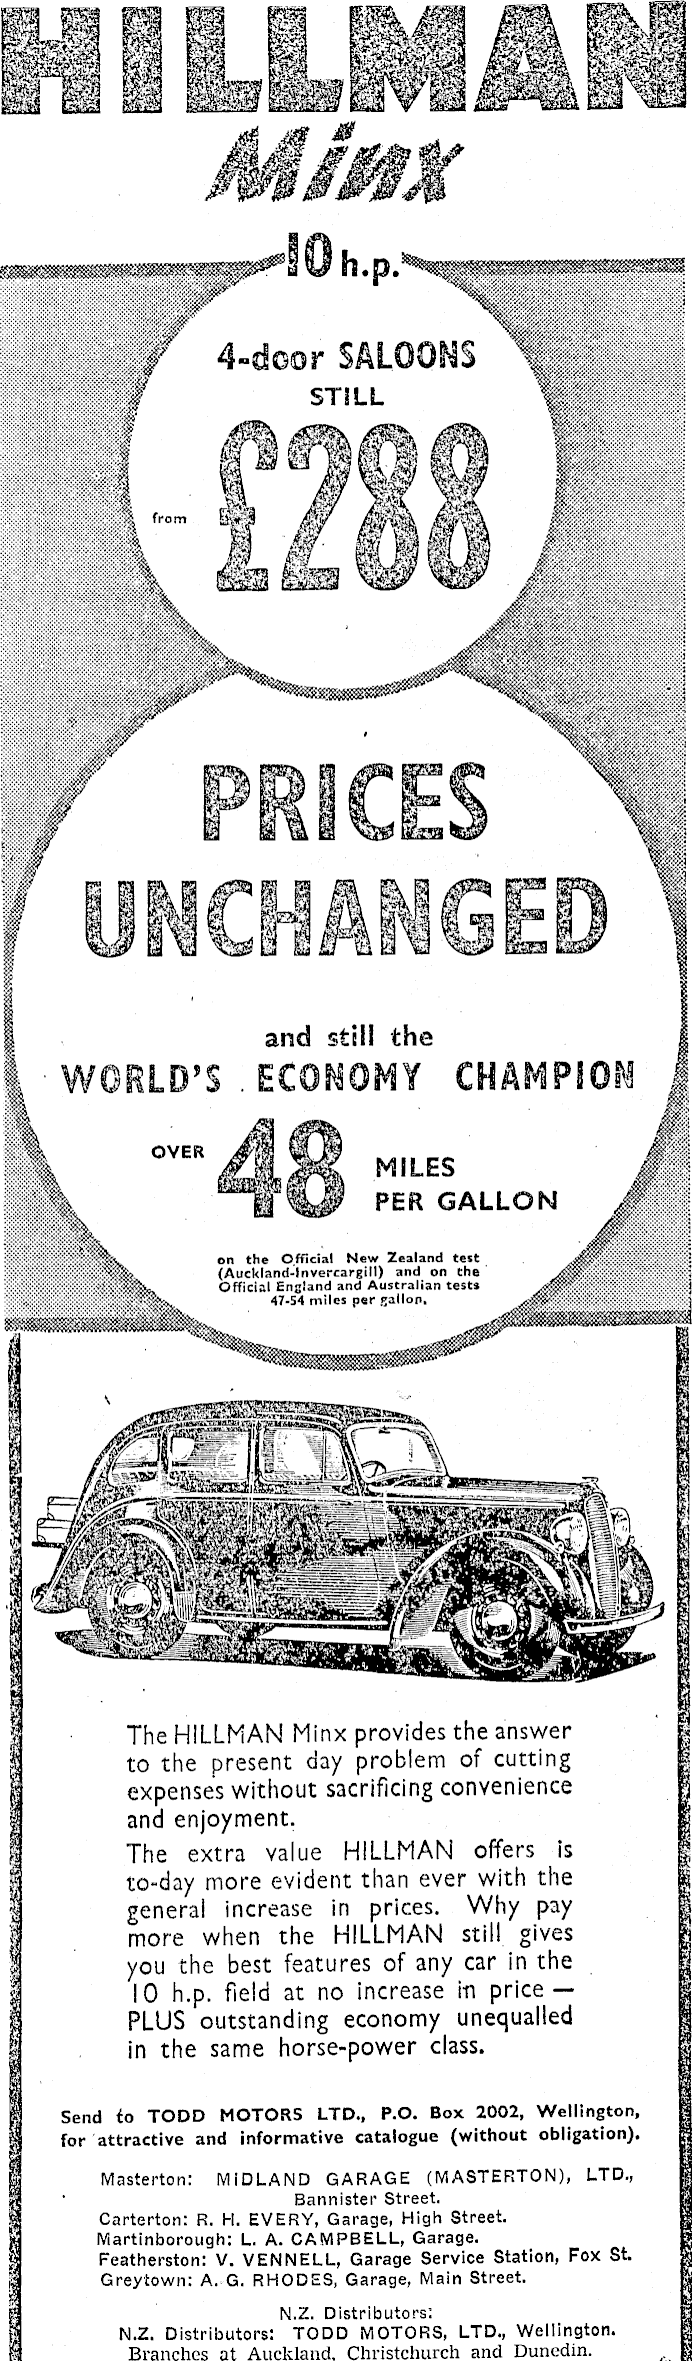 HILLMAN
Minx
10 h.p.
4-door SALOONS
STILL
from £288
PRICES
UNCHANGED
and still the
WORLD'S ECONOMY CHAMPION
OVER 48 MILES
PER GALLON
on the Official New Zealand test
(Auckland-Invercargill) and on the
Official England and Australian tests
47-54 miles per gallon.
The HILLMAN Minx provides the answer
to the present day problem of cutting
expenses without sacrificing convenience
and enjoyment.
The extra value HILLMAN offers is
to-day more evident than ever with the
general increase in prices. Why pay
more when the HILLMAN still gives
you the best features of any car in the
10 h.p. field at no increase in price —
PLUS outstanding economy unequalled
in the same horse-power class.
Send to TODD MOTORS LTD., P.O. Box 2002, Wellington,
for attractive and informative catalogue (without obligation).
Masterton: MIDLAND GARAGE (MASTERTON), LTD.,
Bannister Street.
Carterton: R. H. EVERY, Garage, High Street.
Martinborough: L. A. CAMPBELL, Garage.
Featherston: V. VENNELL, Garage Service Station, Fox St.
Greytown: A. G. RHODES, Garage, Main Street.
N.Z. Distributors:
N.Z. Distributors: TODD MOTORS, LTD., Wellington.
Branches at Auckland, Christchurch and Dunedin.